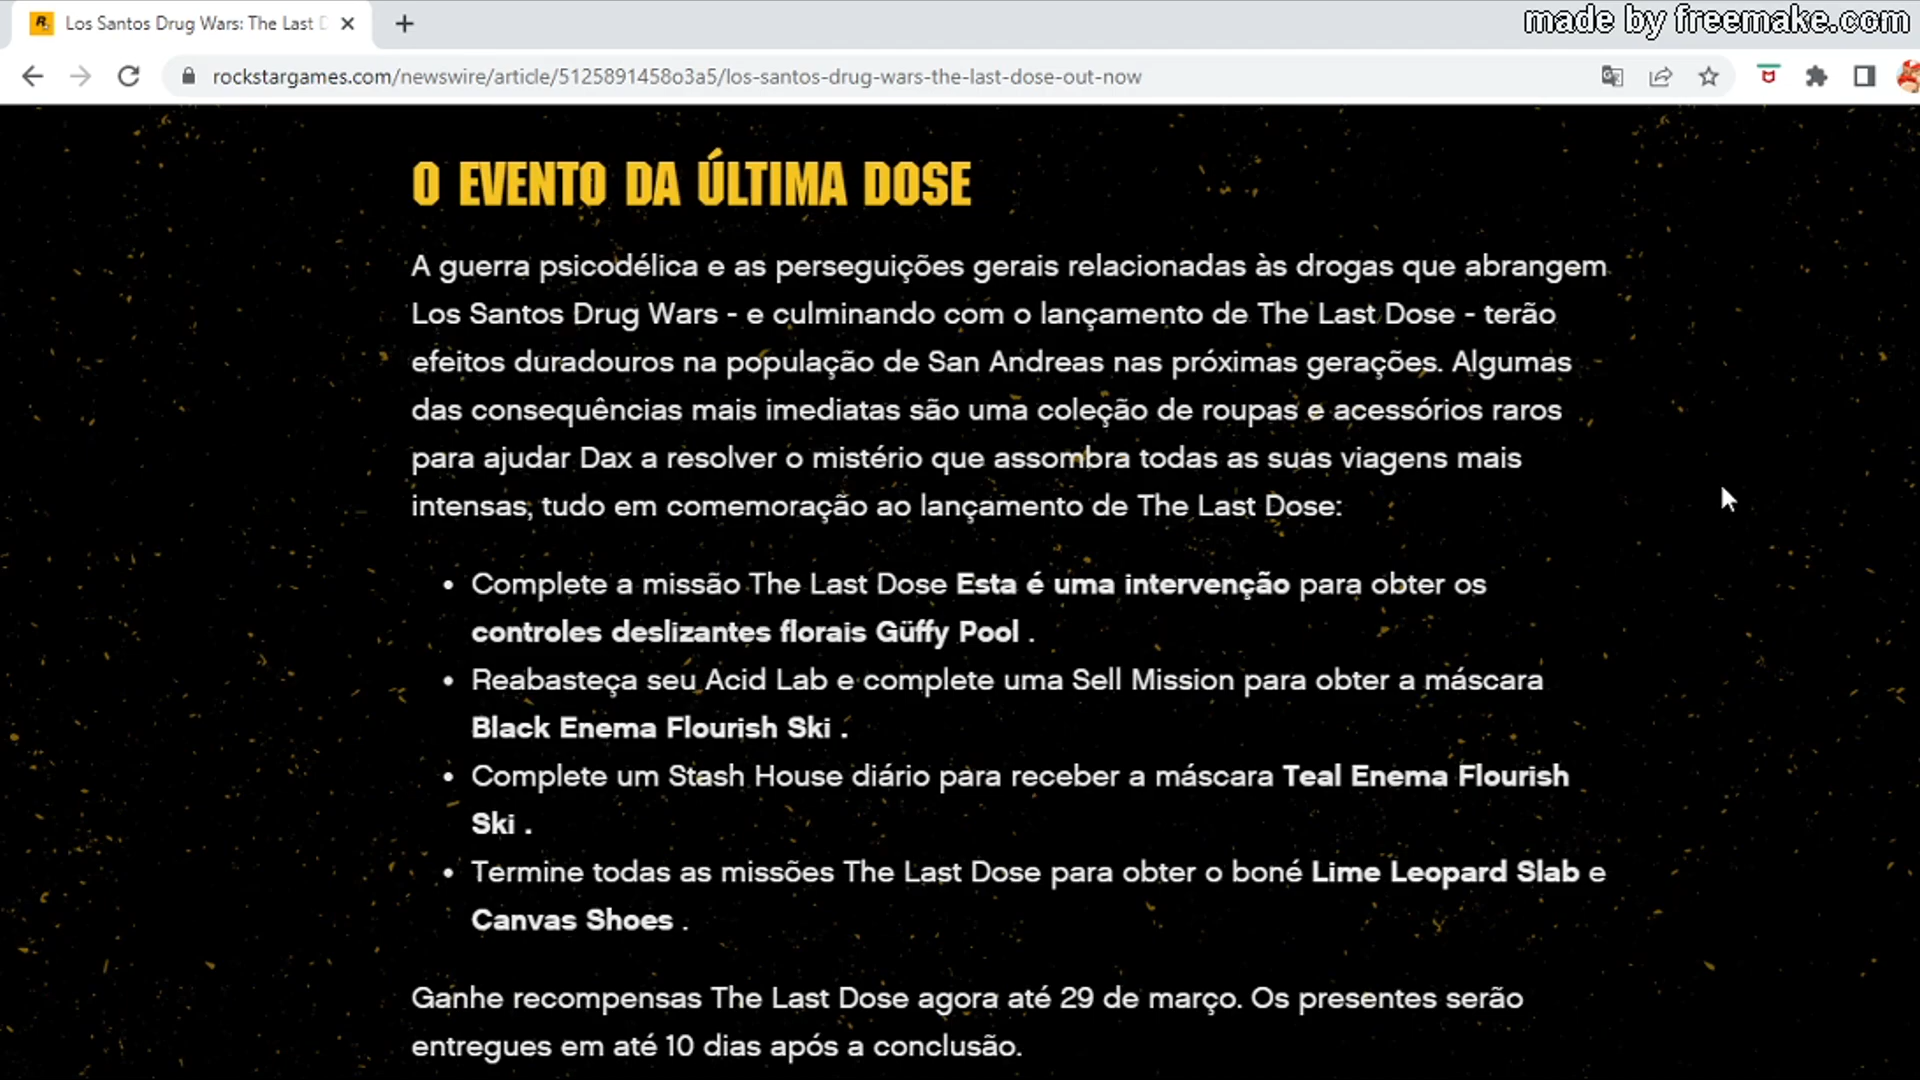 Los Santos Drug Wars: The Last D
made by freemake.com
rockstargames.com/newswire/article/5125891458o3a5/los-santos-drug-wars-the-last-dose-out-now
O EVENTO DA ÚLTIMA DOSE
A guerra psicodélica e as perseguições gerais relacionadas às drogas que abrangem
Los Santos Drug Wars - e culminando com o lançamento de The Last Dose - terão
efeitos duradouros na população de San Andreas nas próximas gerações. Algumas
das consequências mais imediatas são uma coleção de roupas e acessórios raros
para ajudar Dax a resolver o mistério que assombra todas as suas viagens mais
intensas, tudo em comemoração ao lançamento de The Last Dose:
• Complete a missão The Last Dose Esta é uma intervenção para obter os
controles deslizantes florais Güffy Pool .
• Reabasteça seu Acid Lab e complete uma Sell Mission para obter a máscara
Black Enema Flourish Ski .
• Complete um Stash House diário para receber a máscara Teal Enema Flourish
Ski .
• Termine todas as missões The Last Dose para obter o boné Lime Leopard Slab e
Canvas Shoes .
Ganhe recompensas The Last Dose agora até 29 de março. Os presentes serão
entregues em até 10 dias após a conclusão.